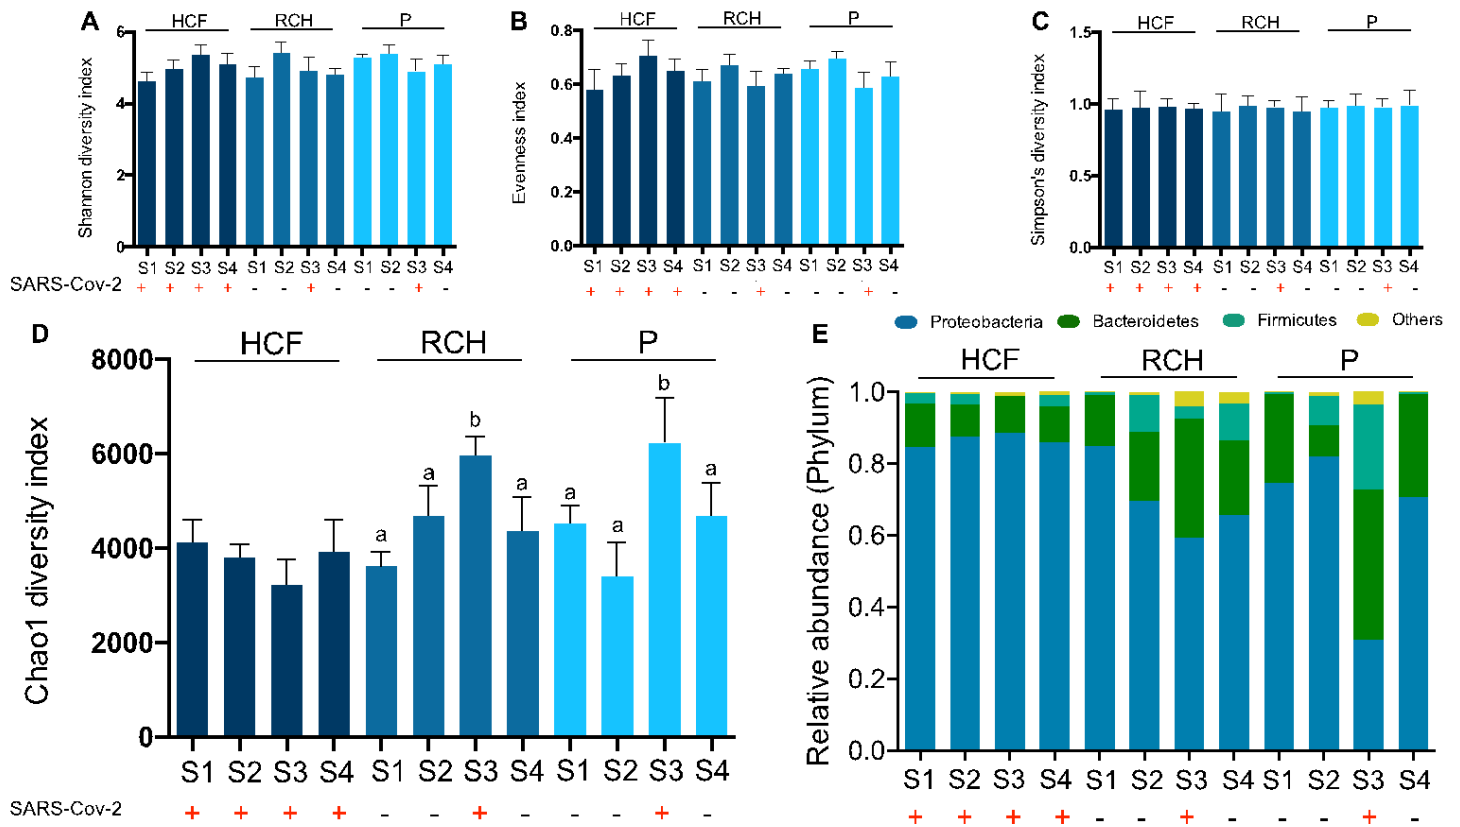 A
HCF RCH P
Shannon diversity index
6
4
2
0
S1 S2 S3 S4 S1 S2 S3 S4 S1 S2 S3 S4
SARS-Cov-2 + + + + - - + - - - + -
B
HCF RCH P
Evenness index
0.8
0.6
0.4
0.2
0.0
S1 S2 S3 S4 S1 S2 S3 S4 S1 S2 S3 S4
+ + + + - - + - - - + -
C
HCF RCH P
Simpson's diversity index
1.5
1.0
0.5
0.0
S1 S2 S3 S4 S1 S2 S3 S4 S1 S2 S3 S4
+ + + + - - + - - - + -
D
HCF RCH P
Chao1 diversity index
8000
6000
4000
2000
0
a a b a a a b a
S1 S2 S3 S4 S1 S2 S3 S4 S1 S2 S3 S4
SARS-Cov-2 + + + + - - + - - - + -
Proteobacteria Bacteroidetes Firmicutes Others
E
HCF RCH P
Relative abundance (Phylum)
1.0
0.8
0.6
0.4
0.2
0.0
S1 S2 S3 S4 S1 S2 S3 S4 S1 S2 S3 S4
+ + + + - - + - - - + -